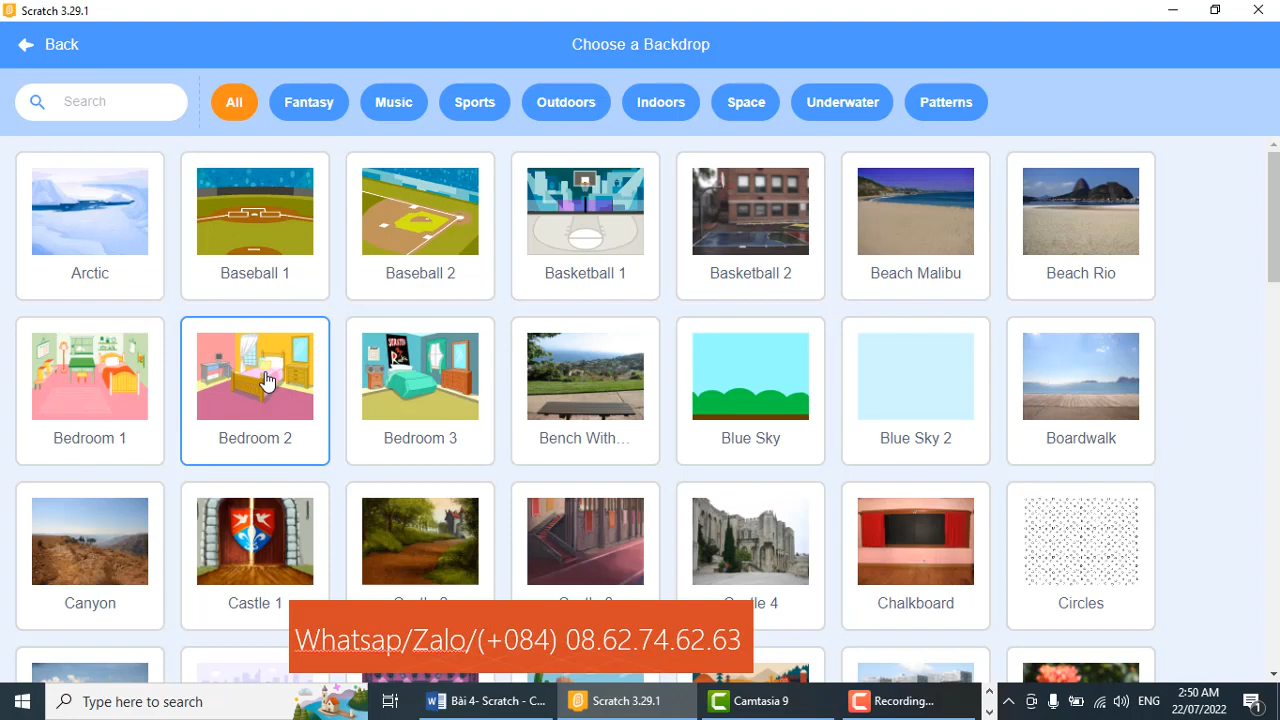 Scratch 3.29.1
Back
Choose a Backdrop
Search
All
Fantasy
Music
Sports
Outdoors
Indoors
Space
Underwater
Patterns
Arctic
Baseball 1
Baseball 2
Basketball 1
Basketball 2
Beach Malibu
Beach Rio
Bedroom 1
Bedroom 2
Bedroom 3
Bench With…
Blue Sky
Blue Sky 2
Boardwalk
Canyon
Castle 1
Chalkboard
Circles
Whatsap/Zalo/(+084) 08.62.74.62.63
Type here to search
Bài 4- Scratch - C...
Scratch 3.29.1
Camtasia 9
Recording...
ENG
2:50 AM
22/07/2022